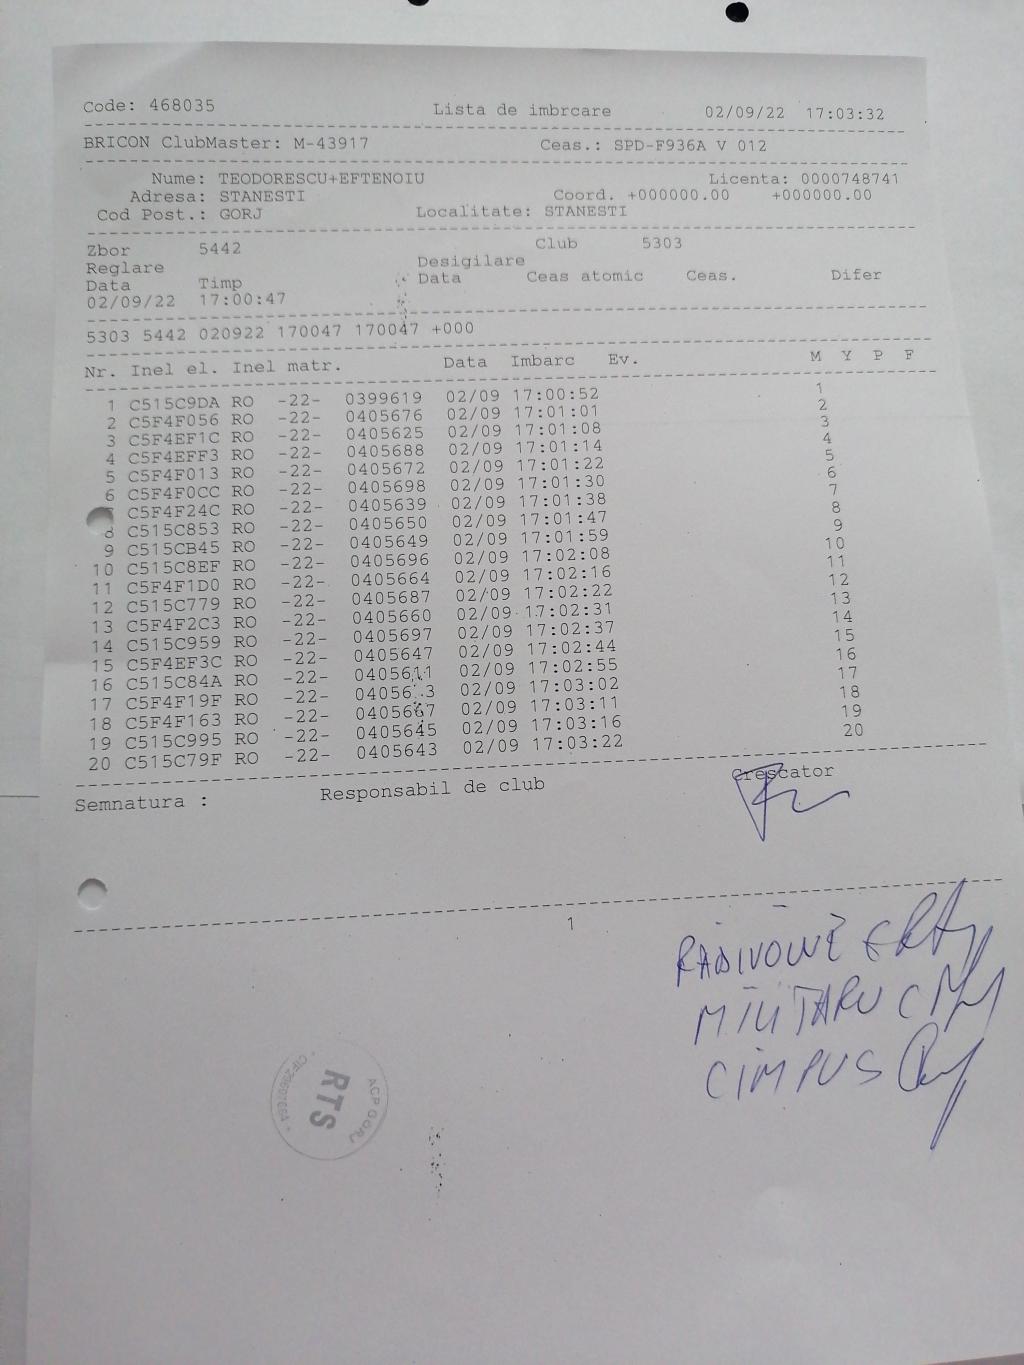 Code: 468035 Lista de imbrcare 02/09/22 17:03:32
BRICON ClubMaster: M-43917 Ceas.: SPD-F936A V 012
Nume: TEODORESCU+EFTENOIU Licenta: 0000748741
Adresa: STANESTI Coord. +000000.00 +000000.00
Cod Post.: GORJ Localitate: STANESTI
Zbor 5442 Club 5303
Reglare Desigilare
Data Timp Data Ceas atomic Ceas. Difer
02/09/22 17:00:47
5303 5442 020922 170047 170047 +000
Nr. Inel el. Inel matr. Data Imbarc Ev. M Y P F
1 C515C9DA RO -22- 0399619 02/09 17:00:52 1
2 C5F4F056 RO -22- 0405676 02/09 17:01:01 2
3 C5F4EF1C RO -22- 0405625 02/09 17:01:08 3
4 C5F4EFF3 RO -22- 0405688 02/09 17:01:14 4
5 C5F4F013 RO -22- 0405672 02/09 17:01:22 5
6 C5F4F0CC RO -22- 0405698 02/09 17:01:30 6
C5F4F24C RO -22- 0405639 02/09 17:01:38 7
8 C515C853 RO -22- 0405650 02/09 17:01:47 8
9 C515CB45 RO -22- 0405649 02/09 17:01:59 9
10 C515C8EF RO -22- 0405696 02/09 17:02:08 10
11 C5F4F1D0 RO -22- 0405664 02/09 17:02:16 11
12 C515C779 RO -22- 0405687 02/09 17:02:22 12
13 C5F4F2C3 RO -22- 0405660 02/09 17:02:31 13
14 C515C959 RO -22- 0405697 02/09 17:02:37 14
15 C5F4EF3C RO -22- 0405647 02/09 17:02:44 15
16 C515C84A RO -22- 0405611 02/09 17:02:55 16
17 C5F4F19F RO -22- 02/09 17:03:02 17
18 C5F4F163 RO -22- 0405667 02/09 17:03:11 18
19 C515C995 RO -22- 0405645 02/09 17:03:16 19
20 C515C79F RO -22- 0405643 02/09 17:03:22 20
Semnatura : Responsabil de club Crescator
1
MILITARU C
CIMPUS
ACP GORJ
RTS